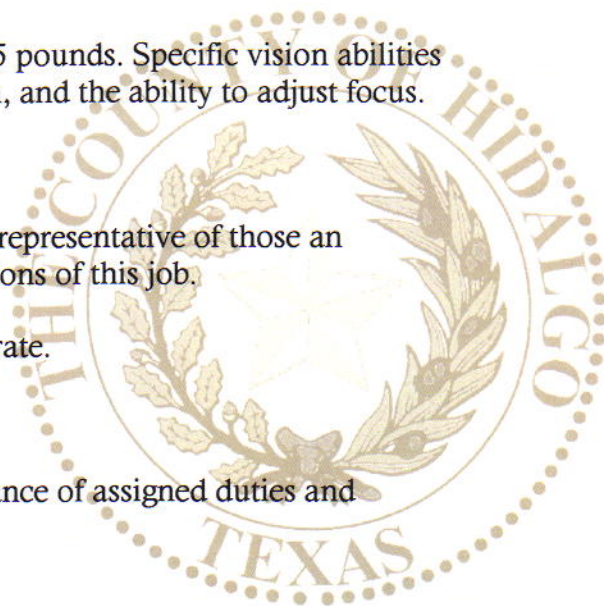 5 pounds. Specific vision abilities
, and the ability to adjust focus.
representative of those an
ons of this job.
rate.
ance of assigned duties and
THE COUNTY OF HIDALGO
TEXAS